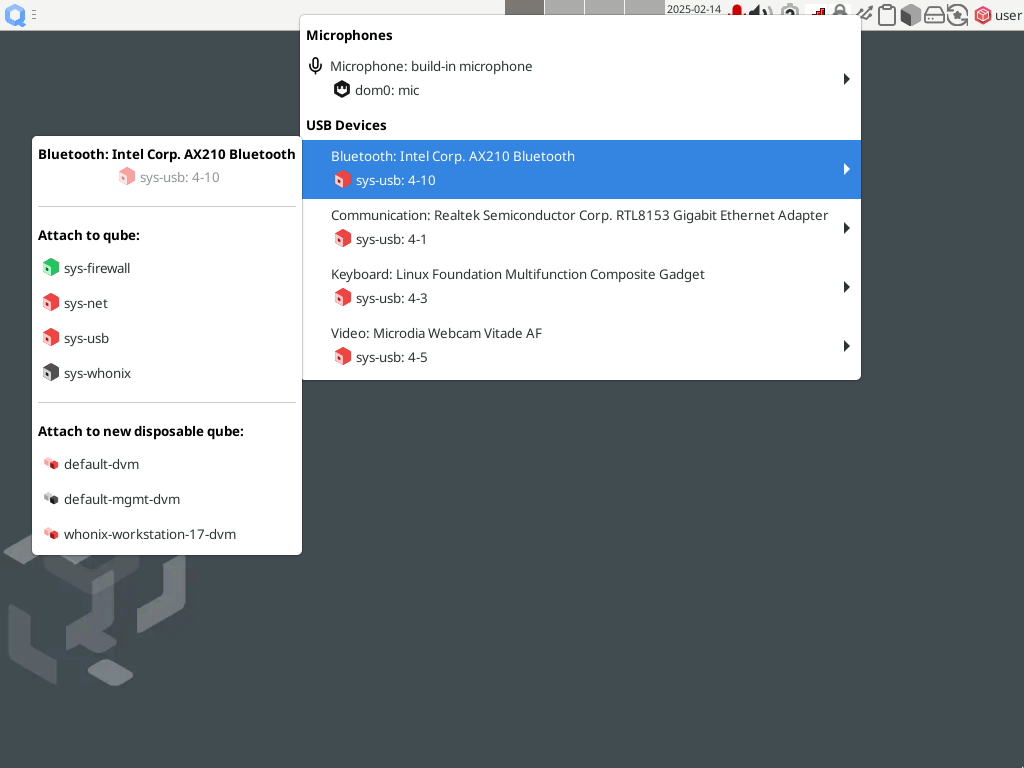 2025-02-14
user
Microphones
Microphone: build-in microphone
dom0: mic
USB Devices
Bluetooth: Intel Corp. AX210 Bluetooth
sys-usb: 4-10
Communication: Realtek Semiconductor Corp. RTL8153 Gigabit Ethernet Adapter
sys-usb: 4-1
Keyboard: Linux Foundation Multifunction Composite Gadget
sys-usb: 4-3
Video: Microdia Webcam Vitade AF
sys-usb: 4-5
Bluetooth: Intel Corp. AX210 Bluetooth
sys-usb: 4-10
Attach to qube:
sys-firewall
sys-net
sys-usb
sys-whonix
Attach to new disposable qube:
default-dvm
default-mgmt-dvm
whonix-workstation-17-dvm